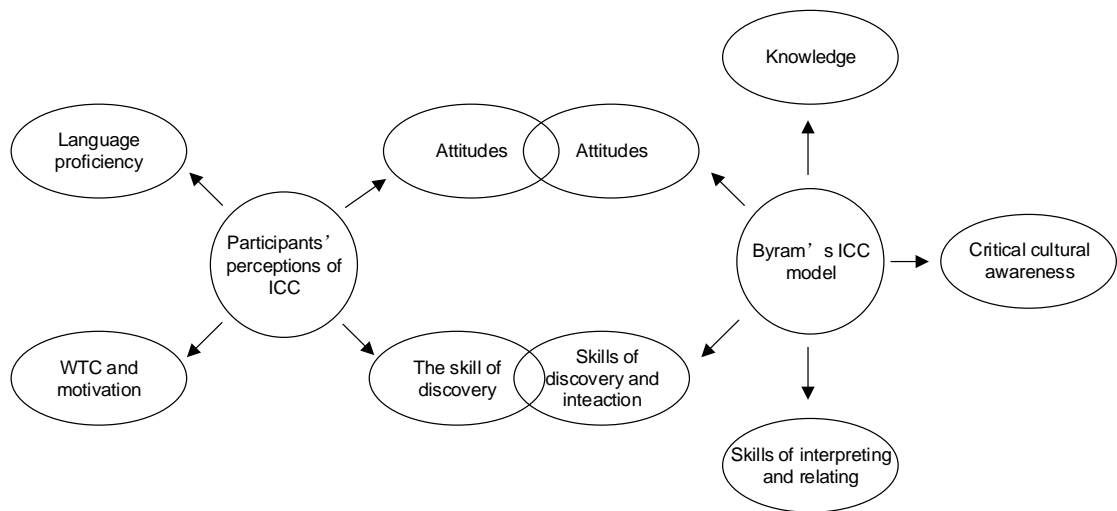 Knowledge
Language
proficiency
Attitudes
Attitudes
Participants’
perceptions of
ICC
Byram’s ICC
model
Critical cultural
awareness
WTC and
motivation
The skill of
discovery
Skills of
discovery and
inteaction
Skills of interpreting
and relating